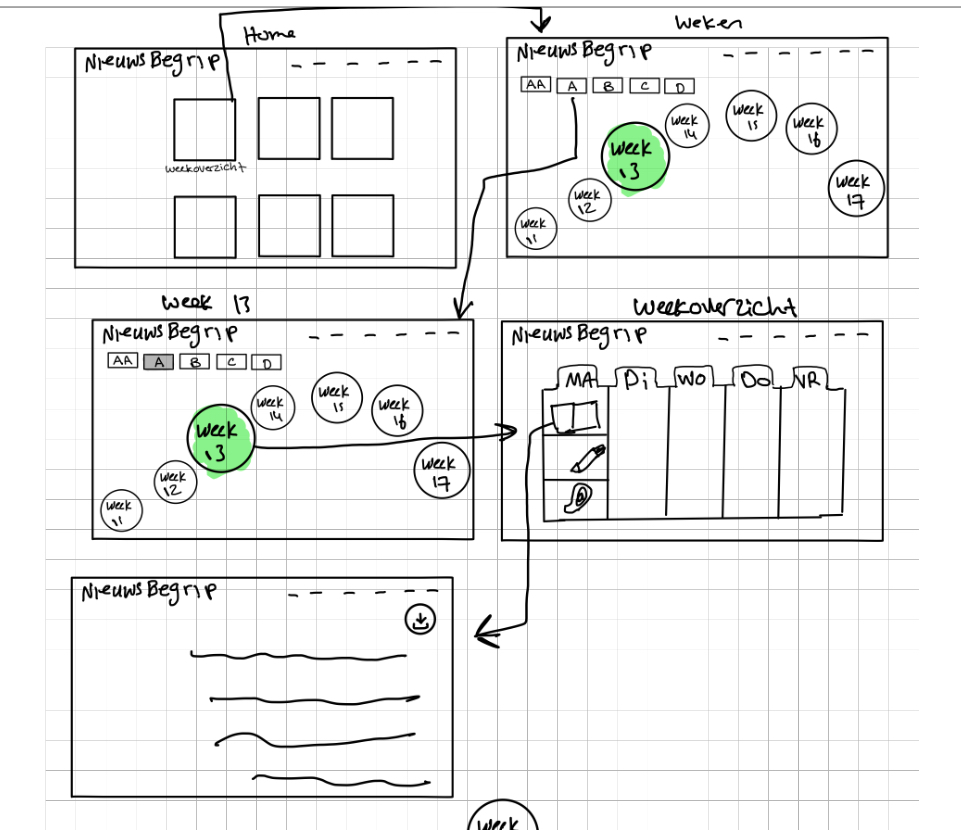 Home
Nieuws Begrip
weekoverzicht
Weken
Nieuws Begrip
AA A B C D
week 11
week 12
week 13
week 14
week 15
week 16
week 17
week 13
Nieuws Begrip
AA A B C D
week 11
week 12
week 13
week 14
week 15
week 16
week 17
weekoverzicht
Nieuws Begrip
MA Di Wo Do VR
Nieuws Begrip
week